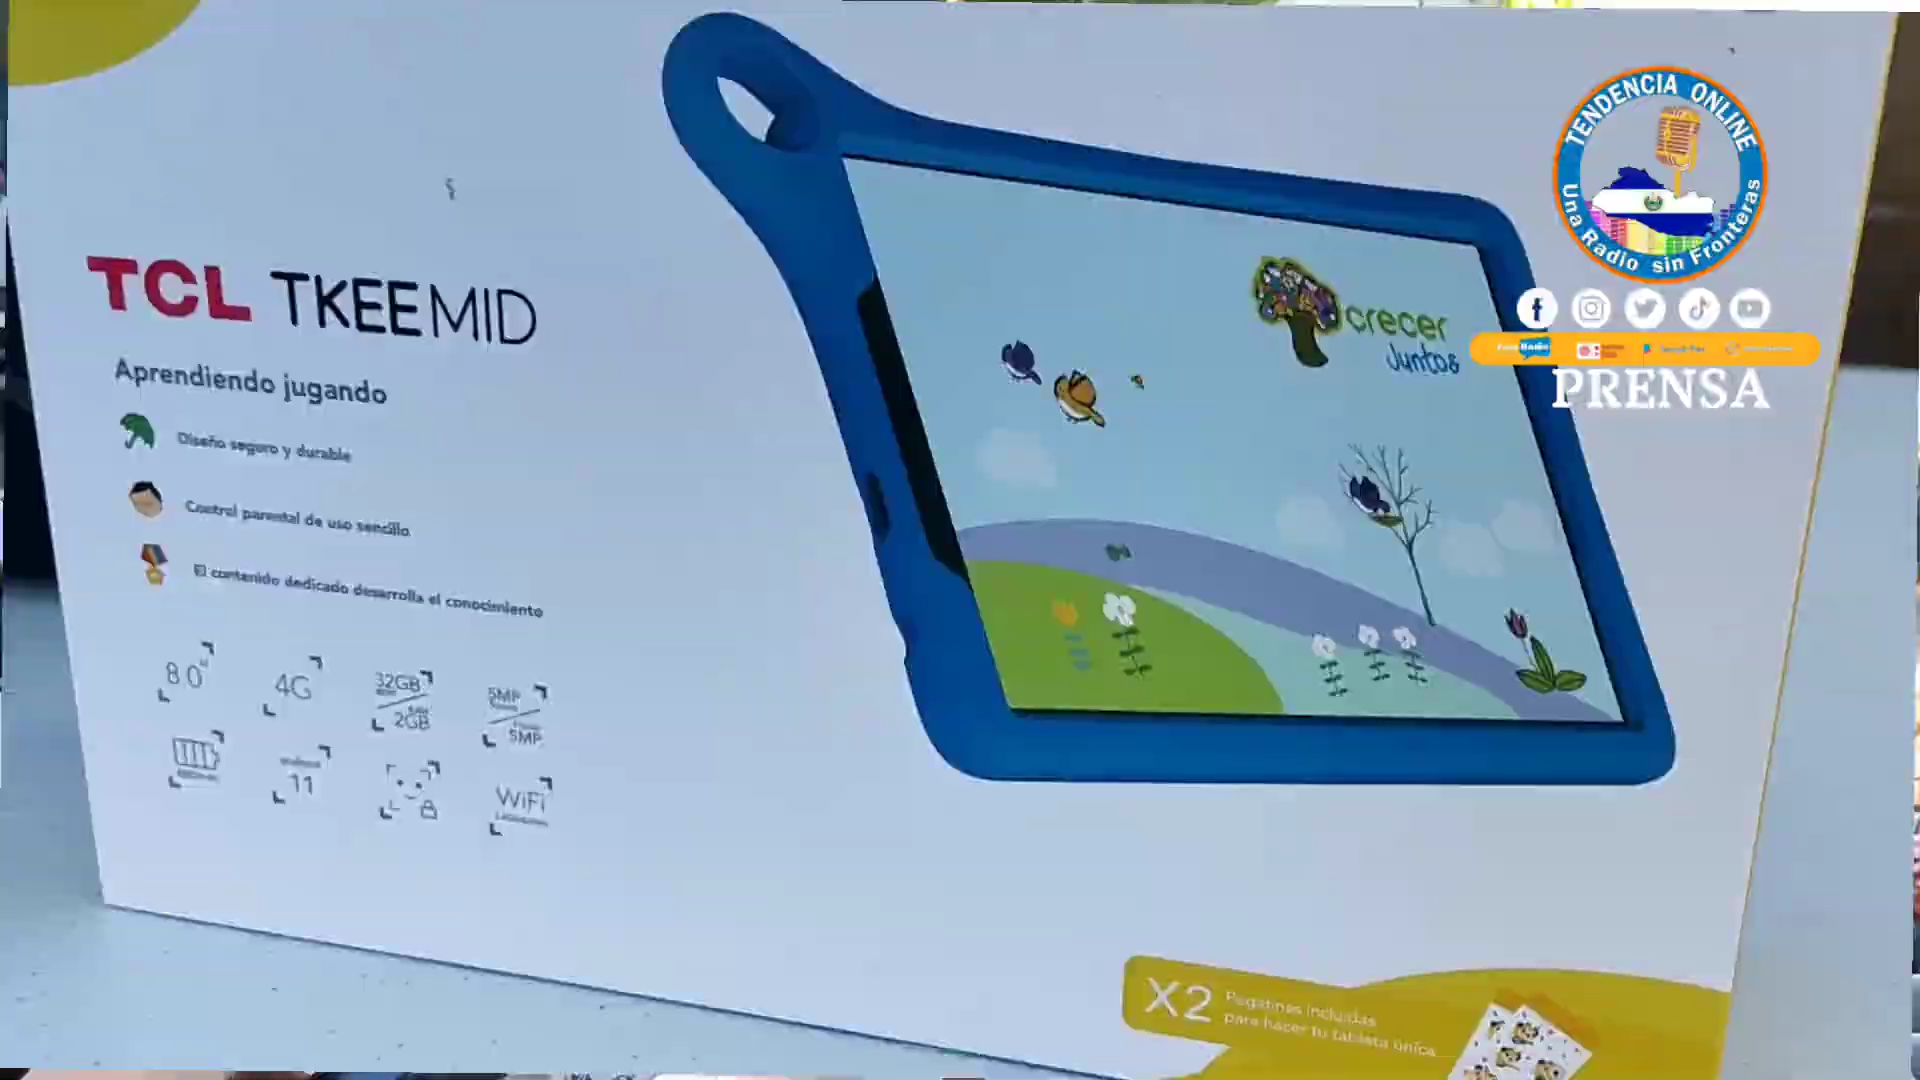 TCL TKEE MID
Aprendiendo jugando
Diseño seguro y durable
Control parental de uso sencillo
El contenido dedicado desarrolla el conocimiento
8.0"
4G
32GB
2GB
5MP
5MP
11
WiFi
crecer
Juntos
X2
Pegatinas incluidas
para hacer tu tableta única
TENDENCIA ONLINE
Una Radio sin Fronteras
PRENSA